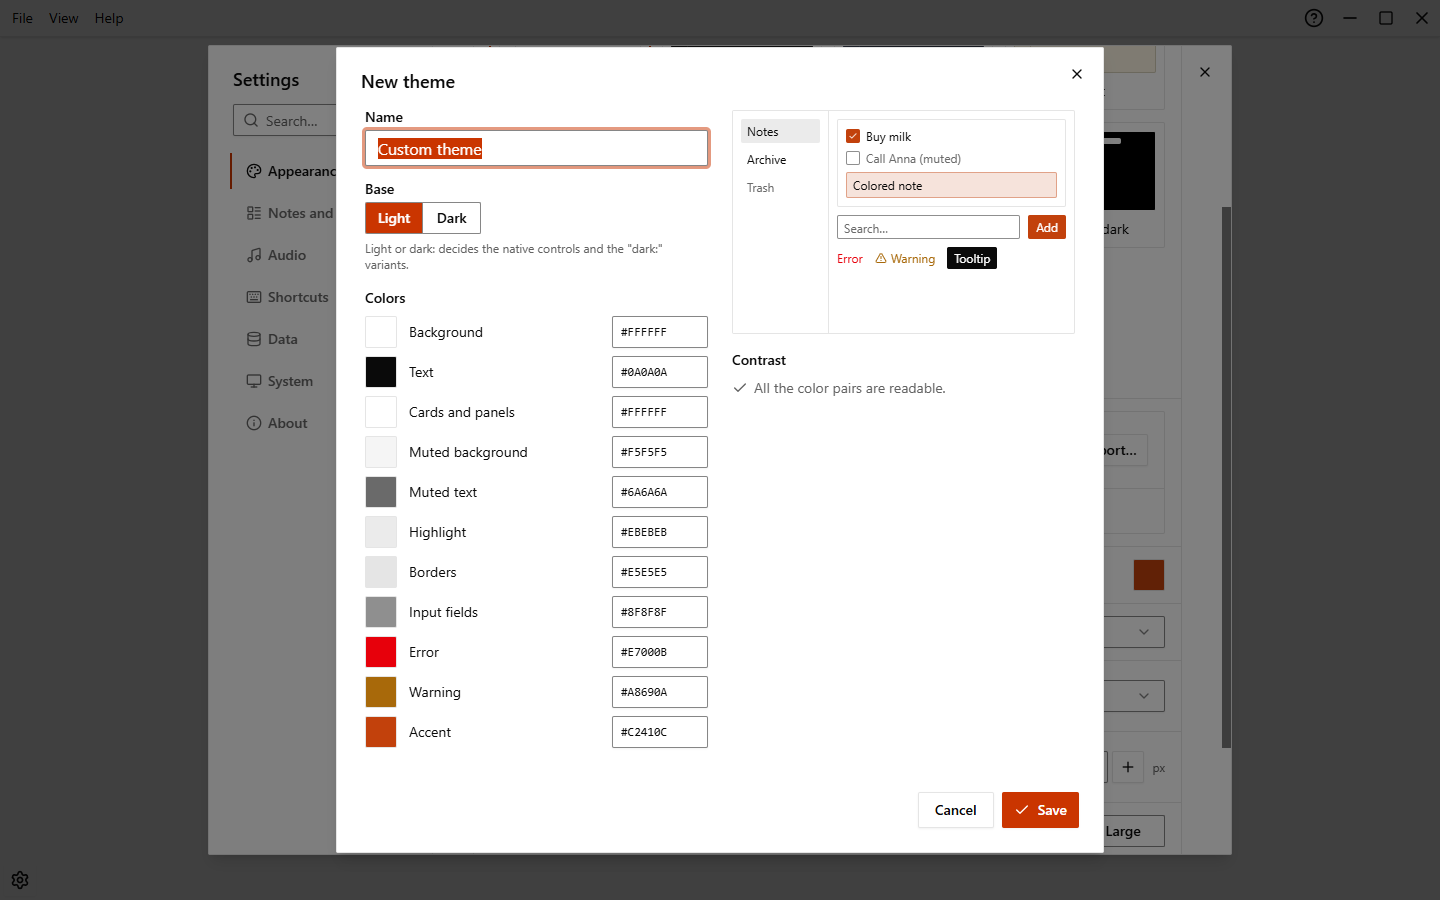 File View Help
Settings
Search...
Appearanc
Notes and
Audio
Shortcuts
Data
System
About
New theme
Name
Custom theme
Base
Light Dark
Light or dark: decides the native controls and the "dark:"
variants.
Colors
Background #FFFFFF
Text #0A0A0A
Cards and panels #FFFFFF
Muted background #F5F5F5
Muted text #6A6A6A
Highlight #EBEBEB
Borders #E5E5E5
Input fields #8F8F8F
Error #E7000B
Warning #A8690A
Accent #C2410C
Notes
Archive
Trash
Buy milk
Call Anna (muted)
Colored note
Search... Add
Error Warning Tooltip
Contrast
All the color pairs are readable.
Cancel Save
dark
ort...
px
Large